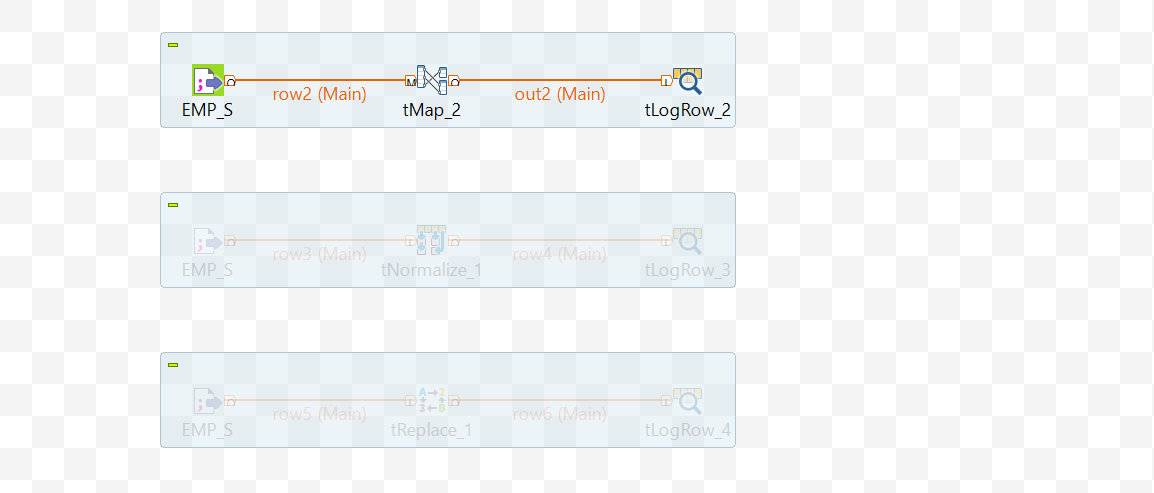 row2 (Main) out2 (Main)
EMP_S tMap_2 tLogRow_2
row3 (Main) row4 (Main)
EMP_S tNormalize_1 tLogRow_3
row5 (Main) row6 (Main)
EMP_S tReplace_1 tLogRow_4